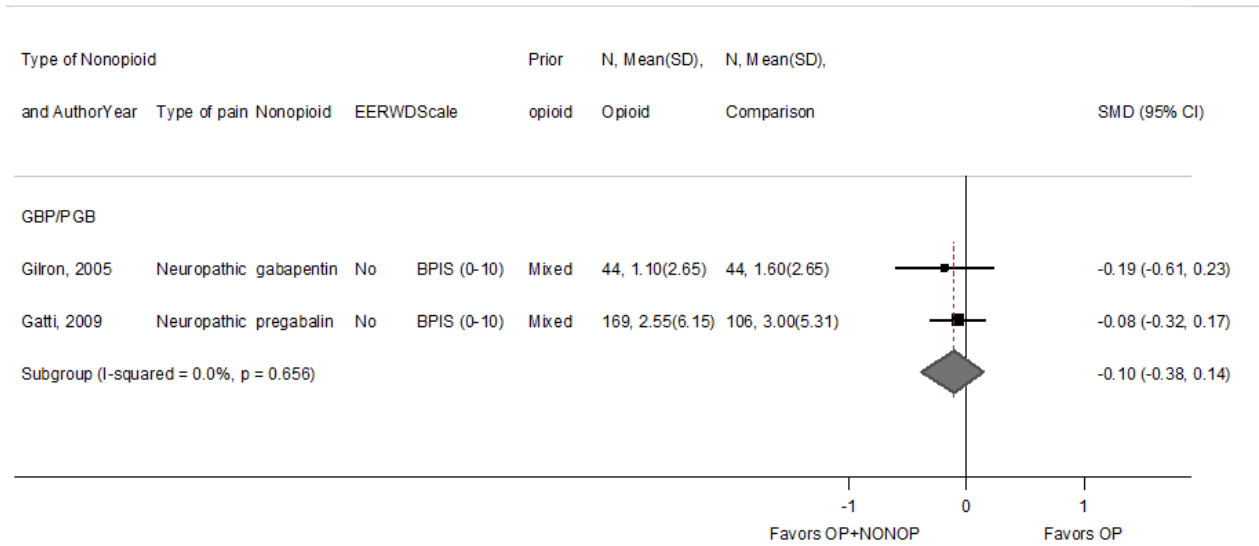 Type of Nonopioid Prior N, Mean(SD), N, Mean(SD),
and AuthorYear Type of pain Nonopioid EERWDScale opioid Opioid Comparison SMD (95% CI)
GBP/PGB
Gilron, 2005 Neuropathic gabapentin No BPIS (0-10) Mixed 44, 1.10(2.65) 44, 1.60(2.65) -0.19 (-0.61, 0.23)
Gatti, 2009 Neuropathic pregabalin No BPIS (0-10) Mixed 169, 2.55(6.15) 106, 3.00(5.31) -0.08 (-0.32, 0.17)
Subgroup (I-squared = 0.0%, p = 0.656) -0.10 (-0.38, 0.14)
-1 0 1
Favors OP+NONOP Favors OP